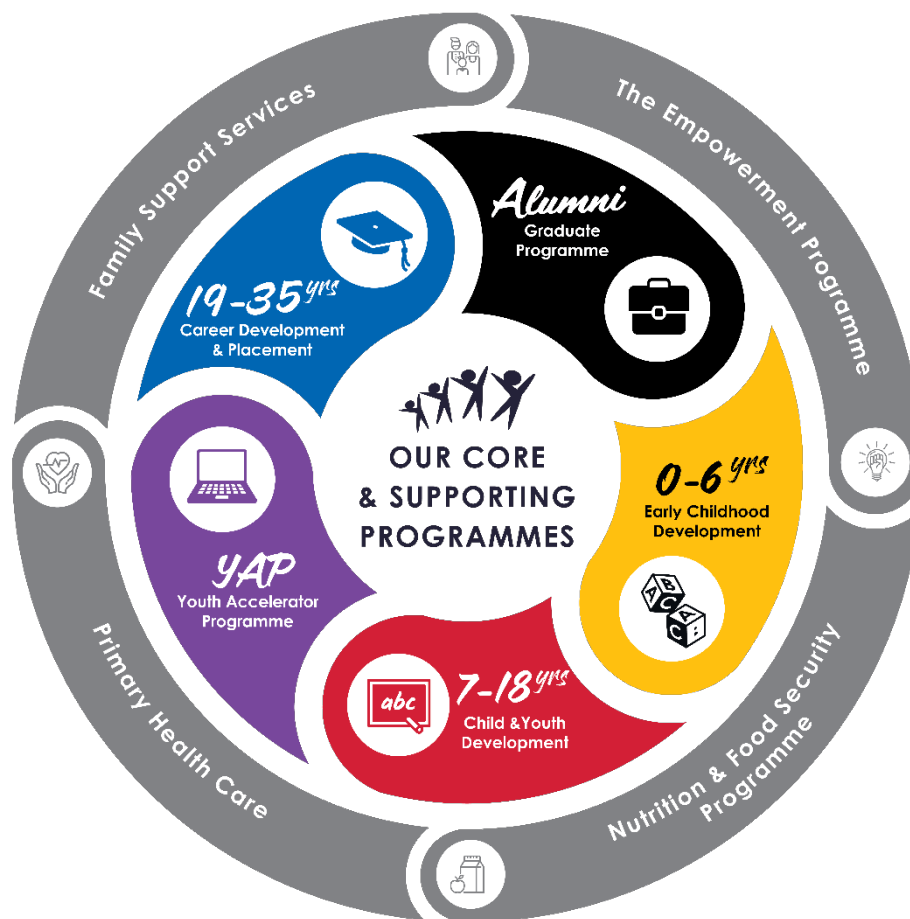 Family Support Services
The Empowerment Programme
Alumni
Graduate
Programme
19-35 yrs
Career Development
& Placement
OUR CORE
& SUPPORTING
PROGRAMMES
0-6 yrs
Early Childhood
Development
A B C
A C :
YAP
Youth Accelerator
Programme
7-18 yrs
abc
Child &Youth
Development
Primary Health Care
Nutrition & Food Security
Programme